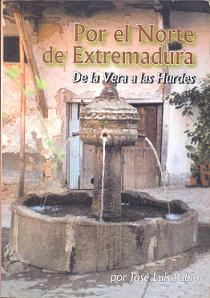 Por el Norte
de Extremadura
De la Vera a las Hurdes
por José Luis Pablo